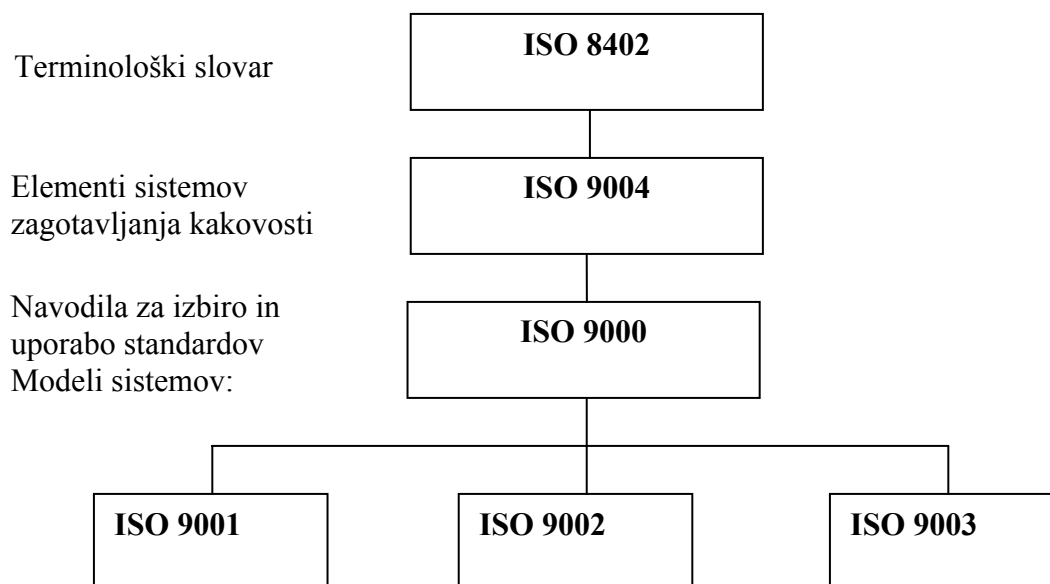 Terminološki slovar
ISO 8402
Elementi sistemov
zagotavljanja kakovosti
ISO 9004
Navodila za izbiro in
uporabo standardov
Modeli sistemov:
ISO 9000
ISO 9001
ISO 9002
ISO 9003